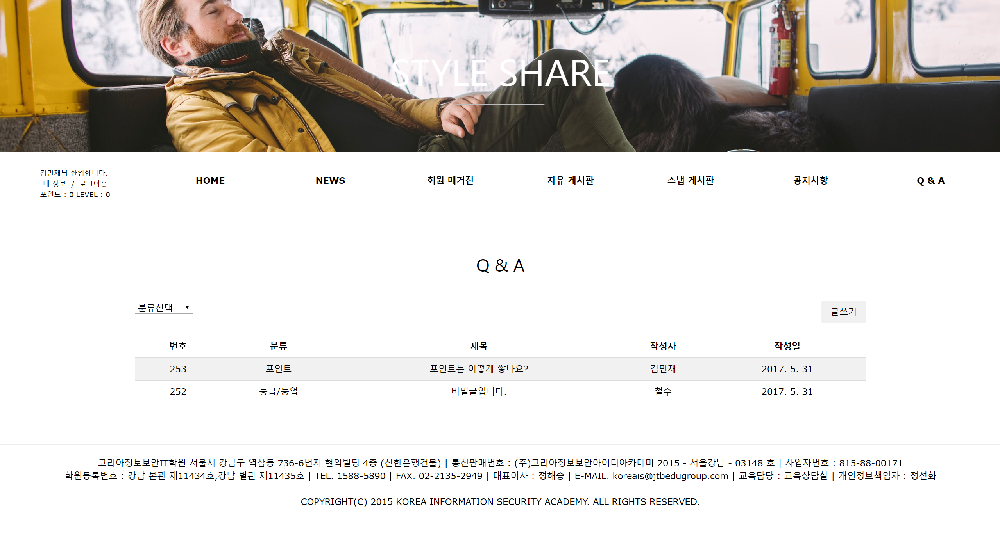 STYLE SHARE
김민재님 환영합니다.
내 정보 / 로그아웃
포인트 : 0 LEVEL : 0
HOME NEWS 회원 매거진 자유 게시판 스냅 게시판 공지사항 Q & A
Q & A
분류선택 글쓰기
번호 분류 제목 작성자 작성일
253 포인트 포인트는 어떻게 쌓나요? 김민재 2017. 5. 31
252 등급/등업 비밀글입니다. 철수 2017. 5. 31
코리아정보보안IT학원 서울시 강남구 역삼동 736-6번지 현익빌딩 4층 (신한은행건물) | 통신판매번호 : (주)코리아정보보안아이티아카데미 2015 - 서울강남 - 03148 호 | 사업자번호 : 815-88-00171
학원등록번호 : 강남 본관 제11434호,강남 별관 제11435호 | TEL. 1588-5890 | FAX. 02-2135-2949 | 대표이사 : 정해승 | E-MAIL. koreais@jtbedugroup.com | 교육담당 : 교육상담실 | 개인정보책임자 : 정선화
COPYRIGHT(C) 2015 KOREA INFORMATION SECURITY ACADEMY. ALL RIGHTS RESERVED.